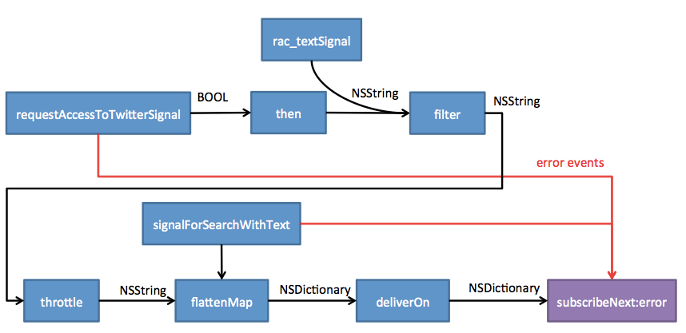 rac_textSignal
NSString
NSString
BOOL
requestAccessToTwitterSignal
then
filter
error events
signalForSearchWithText
NSString
NSDictionary
NSDictionary
throttle
flattenMap
deliverOn
subscribeNext:error